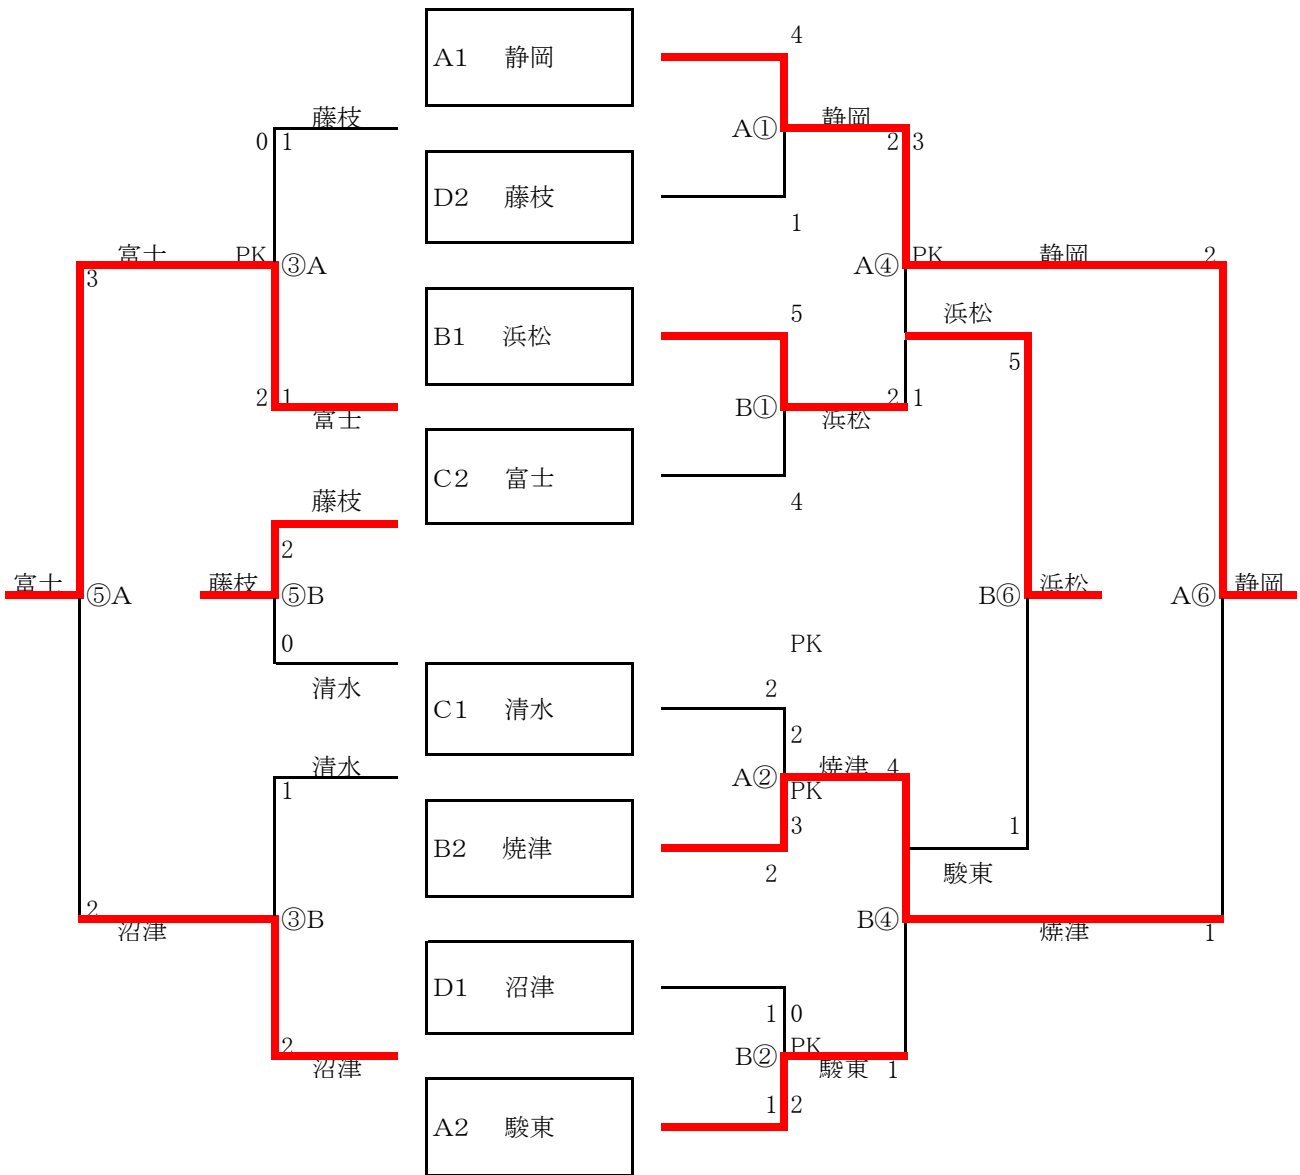 4
A1 静岡
藤枝
A① 静岡
0 1
2 3
D2 藤枝
1
富士 PK ③A
A④ PK 静岡 2
3
B1 浜松
5
浜松
5
2 1
富士
B① 2 1
浜松
C2 富士
4
藤枝
2
富士 ⑤A 藤枝 ⑤B
B⑥ 浜松 A⑥ 静岡
0
PK
清水
2
C1 清水
2
清水
1
A② 焼津 4
PK
3
1
B2 焼津
2
駿東
2
沼津
③B
B④ 焼津 1
D1 沼津
1 0
2
沼津
B② PK
駿東 1
1 2
A2 駿東